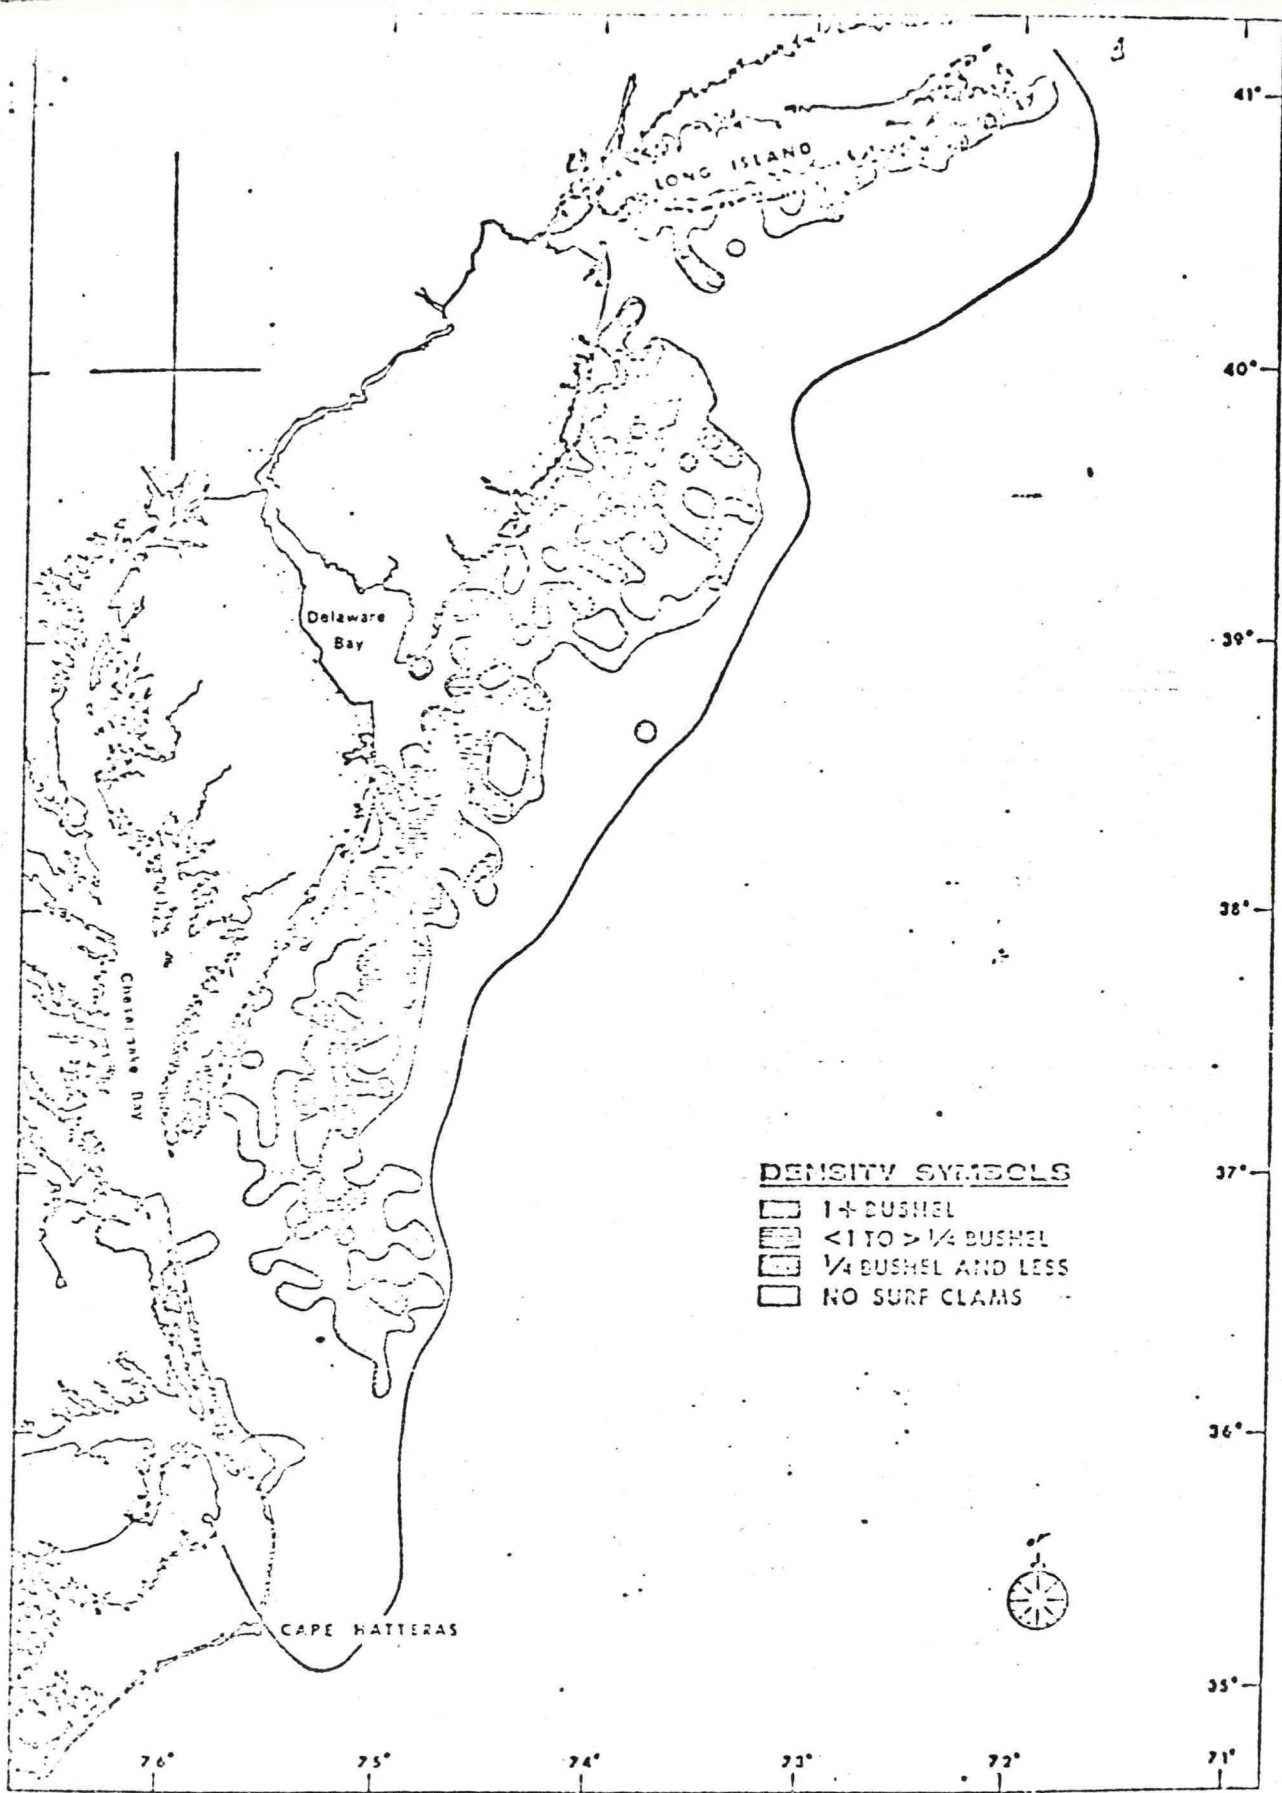 41°
LONG ISLAND
40°
Delaware
Bay
39°
38°
Chesapeake Bay
37°
DENSITY SYMBOLS
1+ BUSHEL
<1 TO > 1/4 BUSHEL
1/4 BUSHEL AND LESS
NO SURF CLAMS
36°
CAPE HATTERAS
35°
76° 75° 74° 73° 72° 71°